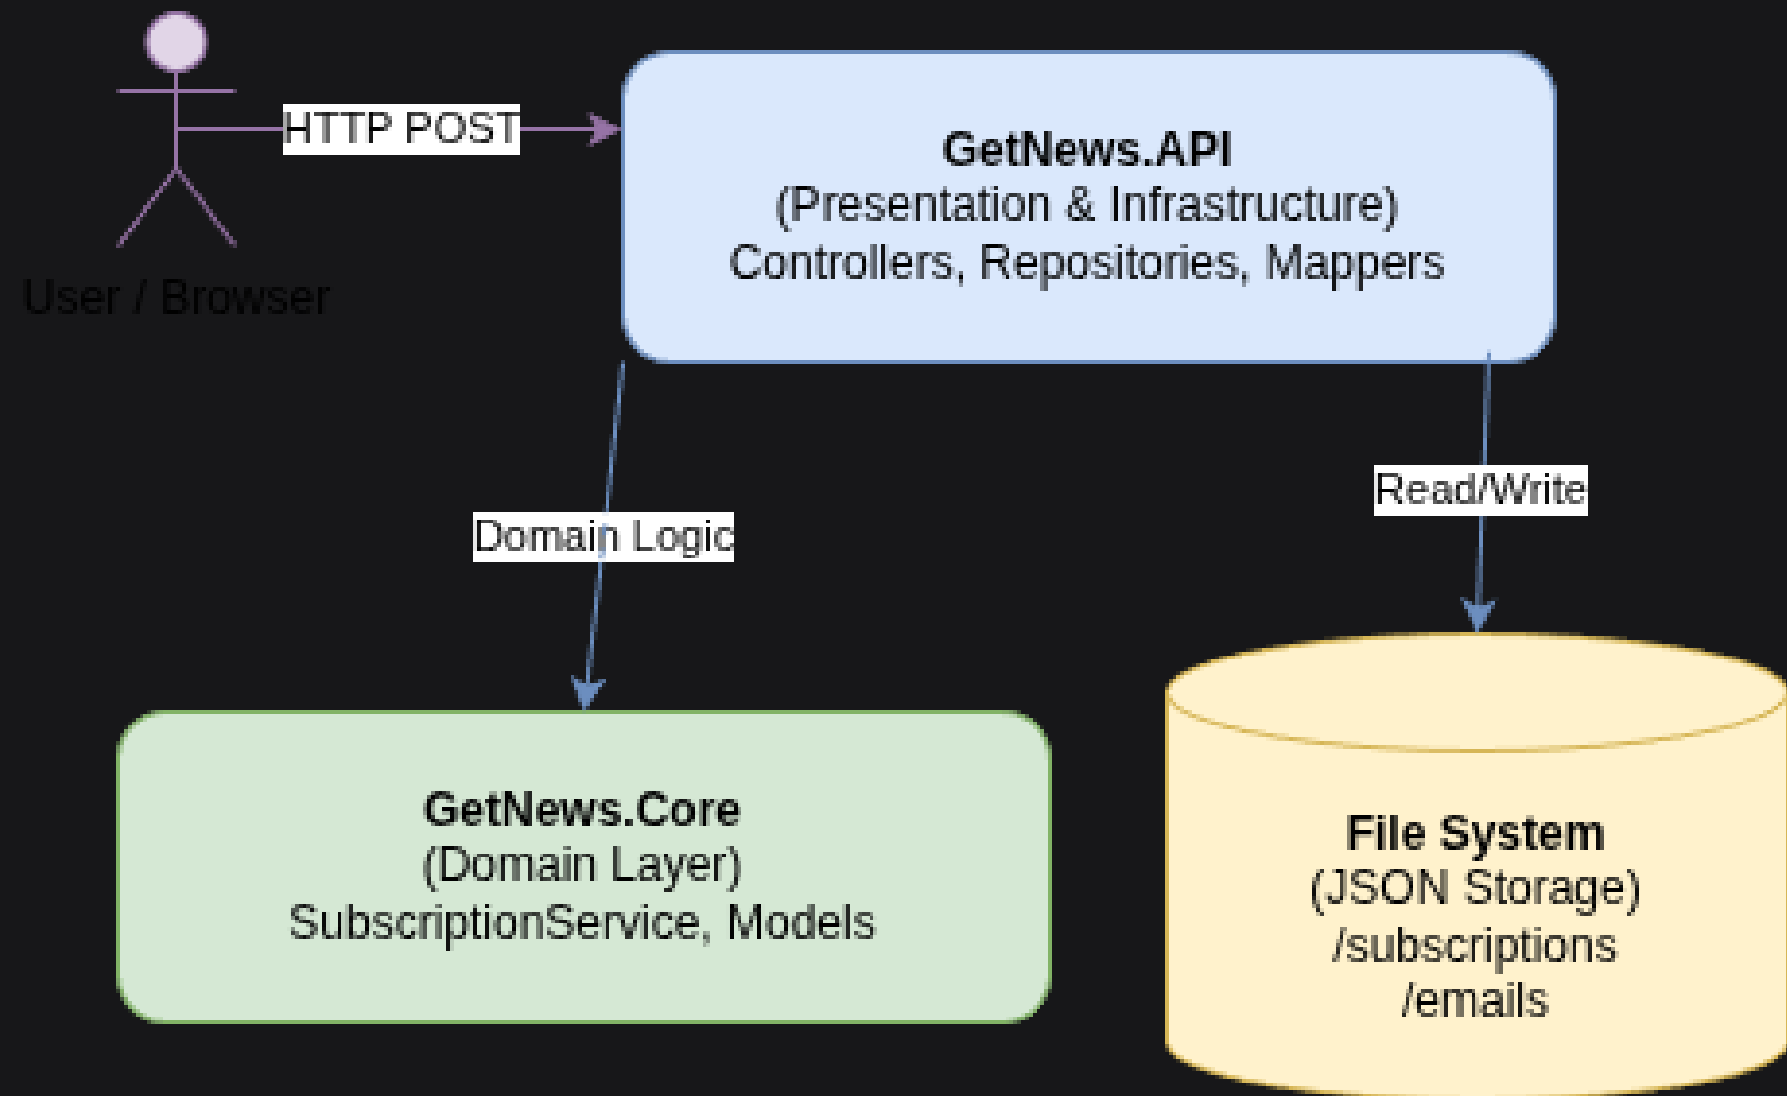 HTTP POST
User / Browser
GetNews.API
(Presentation & Infrastructure)
Controllers, Repositories, Mappers
Domain Logic
Read/Write
GetNews.Core
(Domain Layer)
SubscriptionService, Models
File System
(JSON Storage)
/subscriptions
/emails